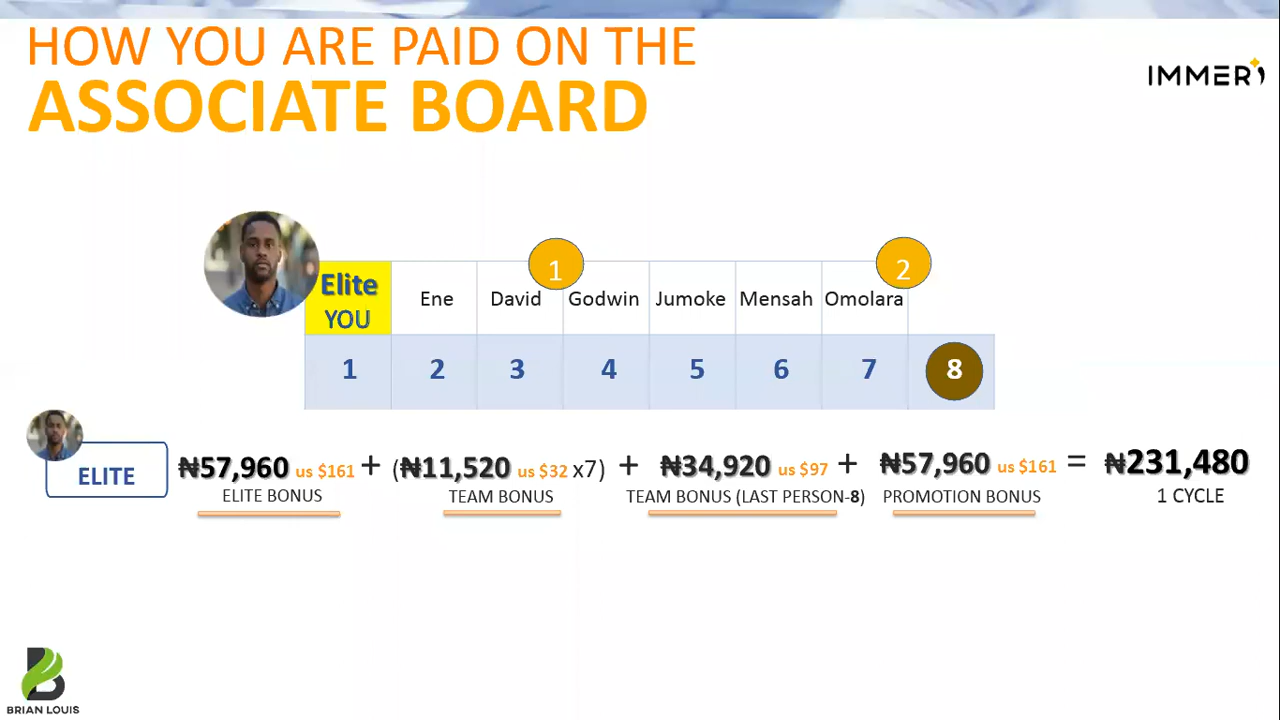 HOW YOU ARE PAID ON THE
ASSOCIATE BOARD
IMMERI
1
2
Elite
YOU
Ene
David
Godwin
Jumoke
Mensah
Omolara
1
2
3
4
5
6
7
8
ELITE
₦57,960 us $161 + (₦11,520 us $32 x7) + ₦34,920 us $97 + ₦57,960 us $161 = ₦231,480
ELITE BONUS
TEAM BONUS
TEAM BONUS (LAST PERSON-8)
PROMOTION BONUS
1 CYCLE
BRIAN LOUIS